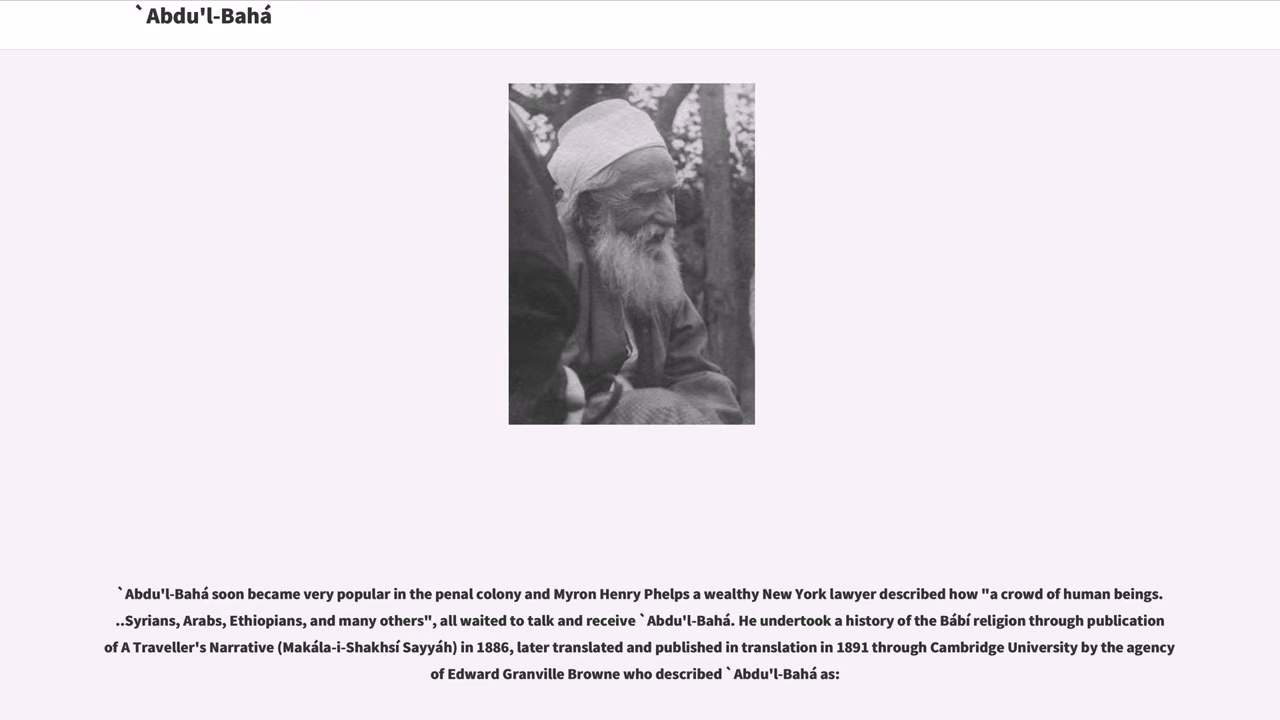 `Abdu'l-Bahá
`Abdu'l-Bahá soon became very popular in the penal colony and Myron Henry Phelps a wealthy New York lawyer described how "a crowd of human beings.
..Syrians, Arabs, Ethiopians, and many others", all waited to talk and receive `Abdu'l-Bahá. He undertook a history of the Bábí religion through publication
of A Traveller's Narrative (Makála-i-Shakhsí Sayyáh) in 1886, later translated and published in translation in 1891 through Cambridge University by the agency
of Edward Granville Browne who described `Abdu'l-Bahá as: